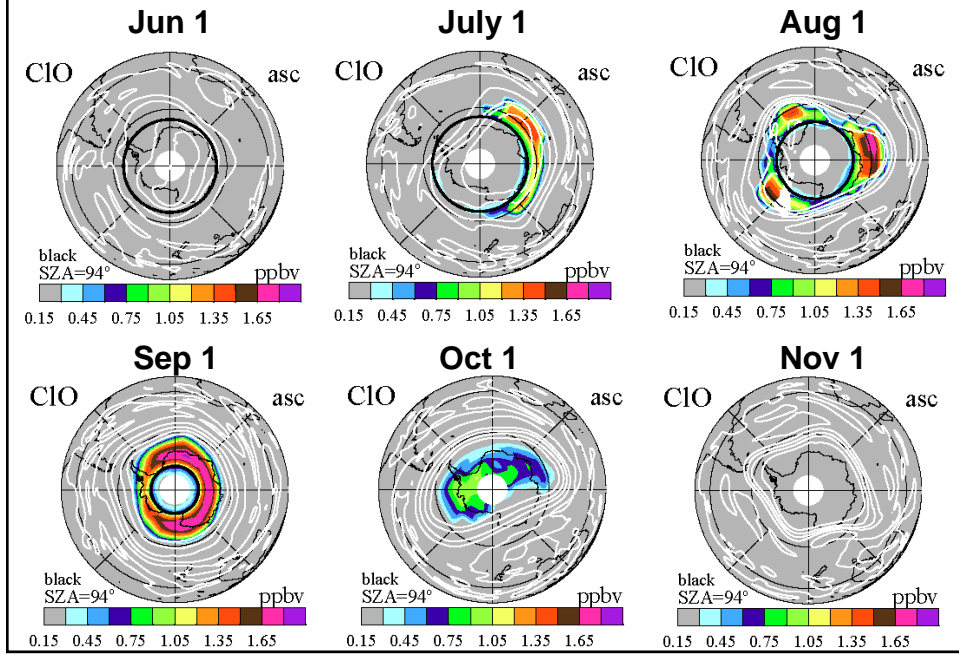 Jun 1
July 1
Aug 1
ClO asc
ClO asc
ClO asc
black
SZA=94° ppbv
0.15 0.45 0.75 1.05 1.35 1.65
black
SZA=94° ppbv
0.15 0.45 0.75 1.05 1.35 1.65
black
SZA=94° ppbv
0.15 0.45 0.75 1.05 1.35 1.65
Sep 1
Oct 1
Nov 1
ClO asc
ClO asc
ClO asc
black
SZA=94° ppbv
0.15 0.45 0.75 1.05 1.35 1.65
black
SZA=94° ppbv
0.15 0.45 0.75 1.05 1.35 1.65
black
SZA=94° ppbv
0.15 0.45 0.75 1.05 1.35 1.65